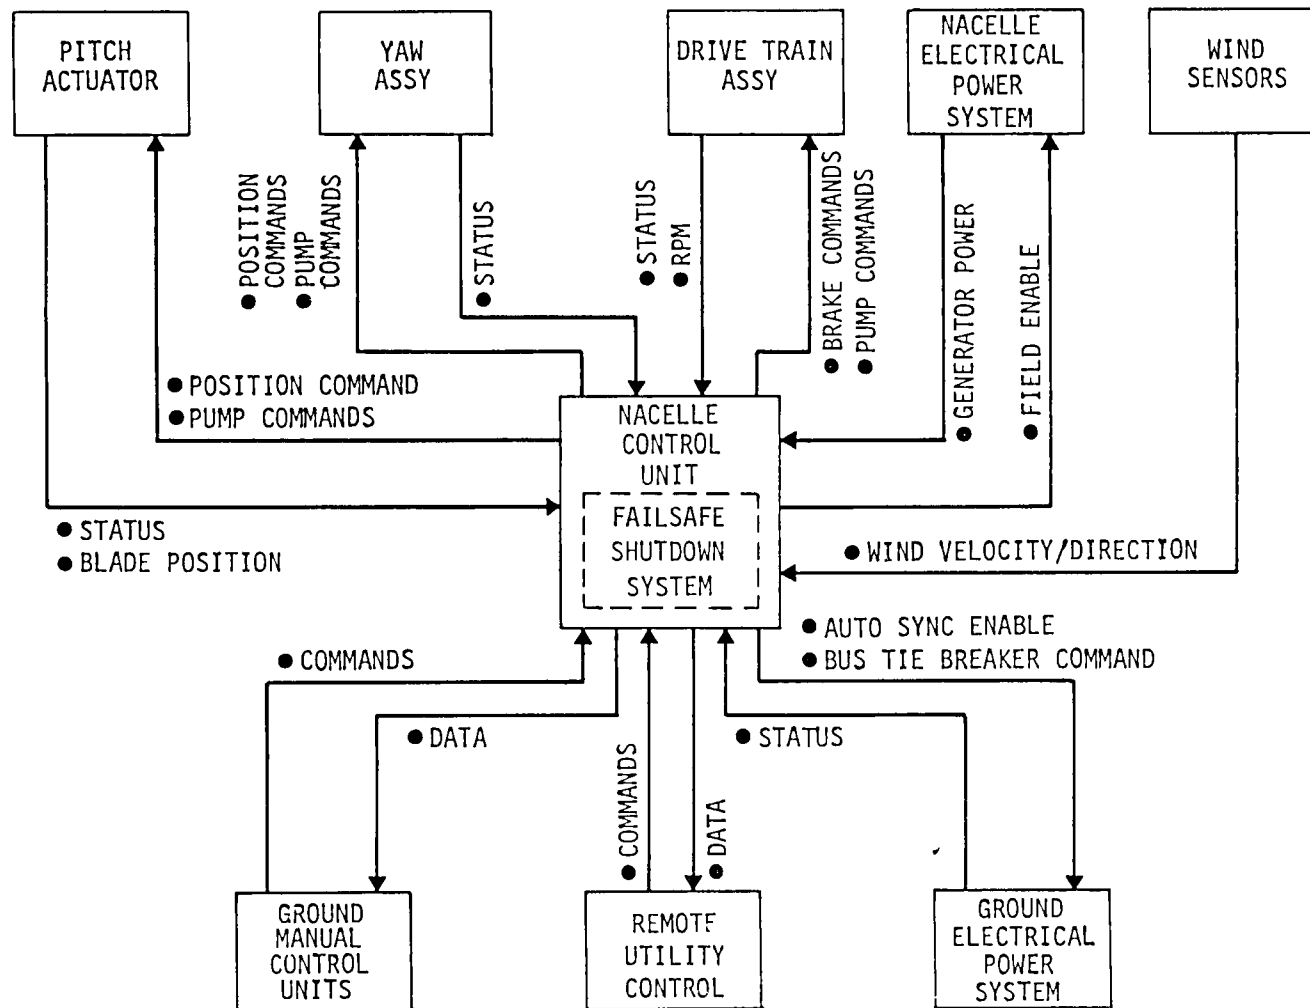 PITCH
ACTUATOR
YAW
ASSY
DRIVE TRAIN
ASSY
NACELLE
ELECTRICAL
POWER
SYSTEM
WIND
SENSORS
● POSITION
COMMANDS
● PUMP
COMMANDS
● STATUS
● STATUS
● RPM
● BRAKE COMMANDS
● PUMP COMMANDS
● GENERATOR POWER
● FIELD ENABLE
● POSITION COMMAND
● PUMP COMMANDS
NACELLE
CONTROL
UNIT
FAILSAFE
SHUTDOWN
SYSTEM
● STATUS
● BLADE POSITION
● WIND VELOCITY/DIRECTION
● AUTO SYNC ENABLE
● BUS TIE BREAKER COMMAND
● COMMANDS
● DATA
● COMMANDS
● DATA
● STATUS
GROUND
MANUAL
CONTROL
UNITS
REMOTE
UTILITY
CONTROL
GROUND
ELECTRICAL
POWER
SYSTEM